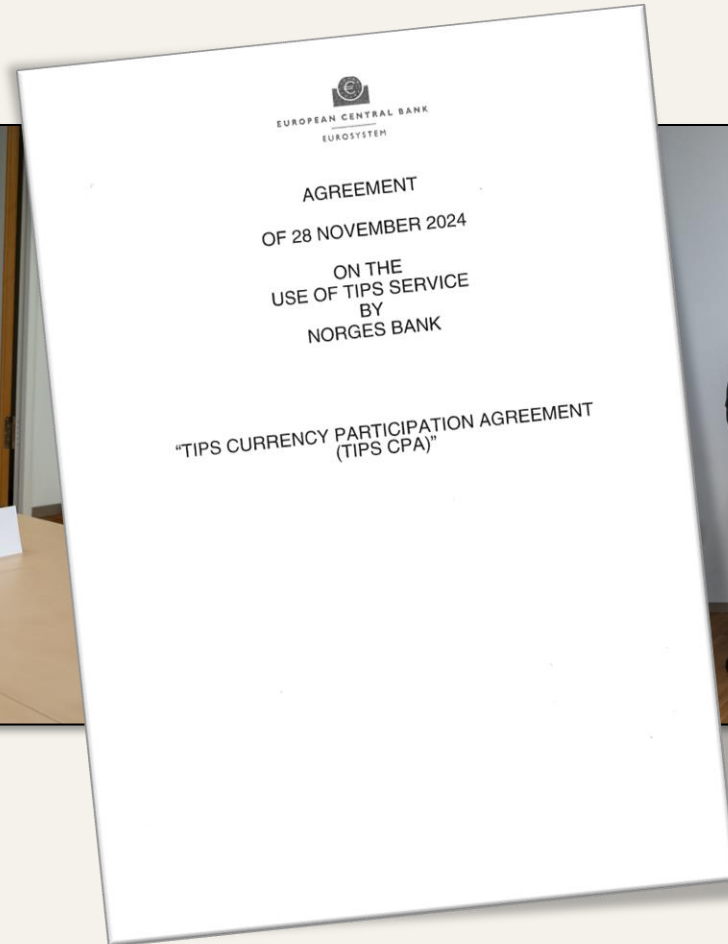 EUROPEAN CENTRAL BANK
EUROSYSTEM
AGREEMENT
OF 28 NOVEMBER 2024
ON THE
USE OF TIPS SERVICE
BY
NORGES BANK
“TIPS CURRENCY PARTICIPATION AGREEMENT
(TIPS CPA)”